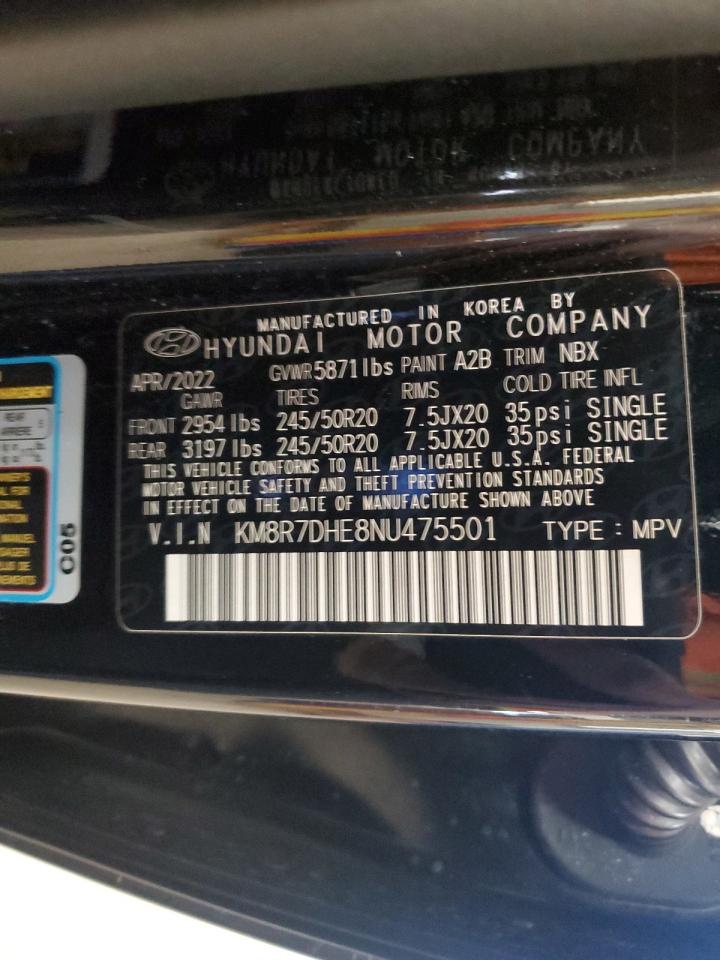 MANUFACTURED IN KOREA BY
HYUNDAI MOTOR COMPANY
APR/2022 GVWR5871lbs PAINT A2B TRIM NBX
GAWR TIRES RIMS COLD TIRE INFL
FRONT 2954 lbs 245/50R20 7.5JX20 35psi SINGLE
REAR 3197 lbs 245/50R20 7.5JX20 35psi SINGLE
THIS VEHICLE CONFORMS TO ALL APPLICABLE U.S.A. FEDERAL
MOTOR VEHICLE SAFETY AND THEFT PREVENTION STANDARDS
IN EFFECT ON THE DATE OF MANUFACTURE SHOWN ABOVE
V.I.N KM8R7DHE8NU475501 TYPE : MPV
REAR
C05